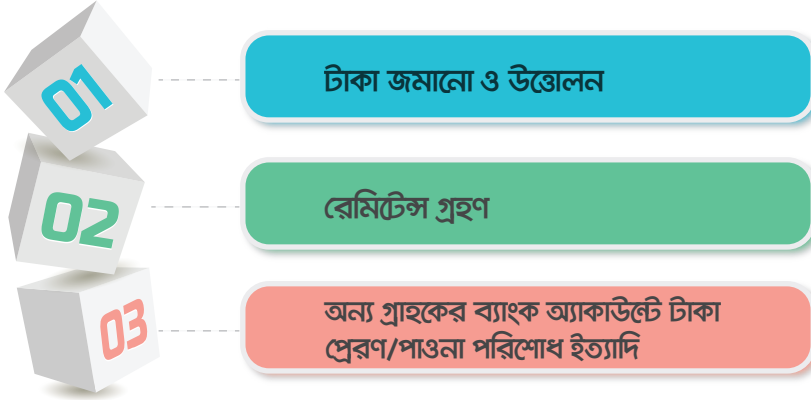 01
টাকা জমানো ও উত্তোলন
02
রেমিটেন্স গ্রহণ
03
অন্য গ্রাহকের ব্যাংক অ্যাকাউন্টে টাকা
প্রেরণ/পাওনা পরিশোধ ইত্যাদি